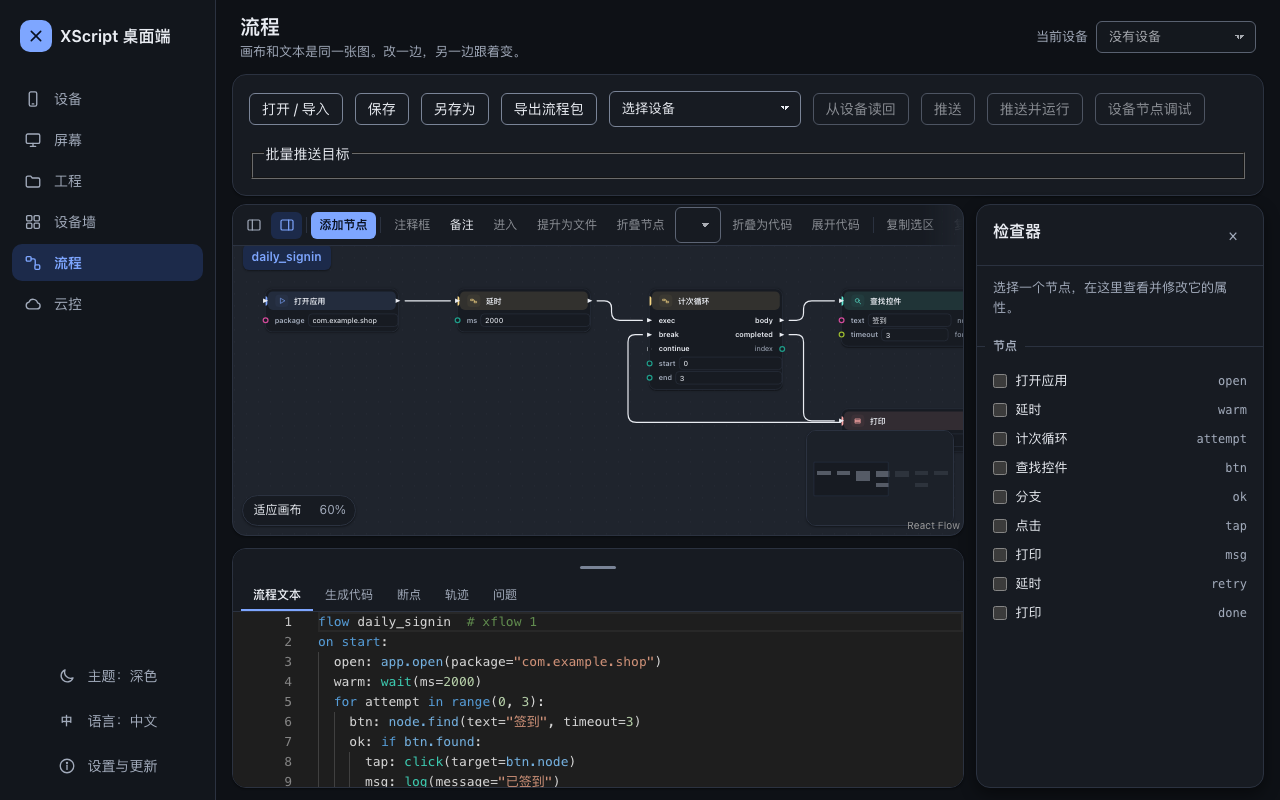 XScript 桌面端
设备
屏幕
工程
设备墙
流程
云控
主题：深色
语言：中文
设置与更新
流程
画布和文本是同一张图。改一边，另一边跟着变。
当前设备 没有设备
打开 / 导入 保存 另存为 导出流程包 选择设备 从设备读回 推送 推送并运行 设备节点调试
批量推送目标
添加节点 注释框 备注 进入 提升为文件 折叠节点 折叠为代码 展开代码 复制选区
daily_signin
打开应用
package com.example.shop
延时
ms 2000
计次循环
exec body
break completed
continue index
start 0
end 3
查找控件
text 签到
timeout 3
打印
适应画布 60%
React Flow
流程文本 生成代码 断点 轨迹 问题
1 flow daily_signin  # xflow 1
2 on start:
3 open: app.open(package="com.example.shop")
4 warm: wait(ms=2000)
5 for attempt in range(0, 3):
6 btn: node.find(text="签到", timeout=3)
7 ok: if btn.found:
8 tap: click(target=btn.node)
9 msg: log(message="已签到")
检查器
选择一个节点，在这里查看并修改它的属性。
节点
打开应用 open
延时 warm
计次循环 attempt
查找控件 btn
分支 ok
点击 tap
打印 msg
延时 retry
打印 done